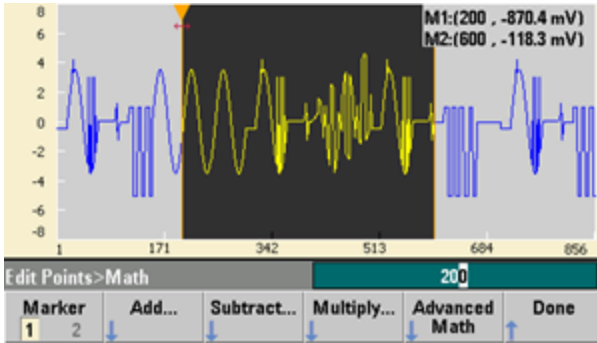 8
M1:(200 , -870.4 mV)
6
M2:(600 , -118.3 mV)
4
2
0
-2
-4
-6
-8
1 171 342 513 684 856
Edit Points>Math 200
Marker Add... Subtract... Multiply... Advanced Math Done
1 2